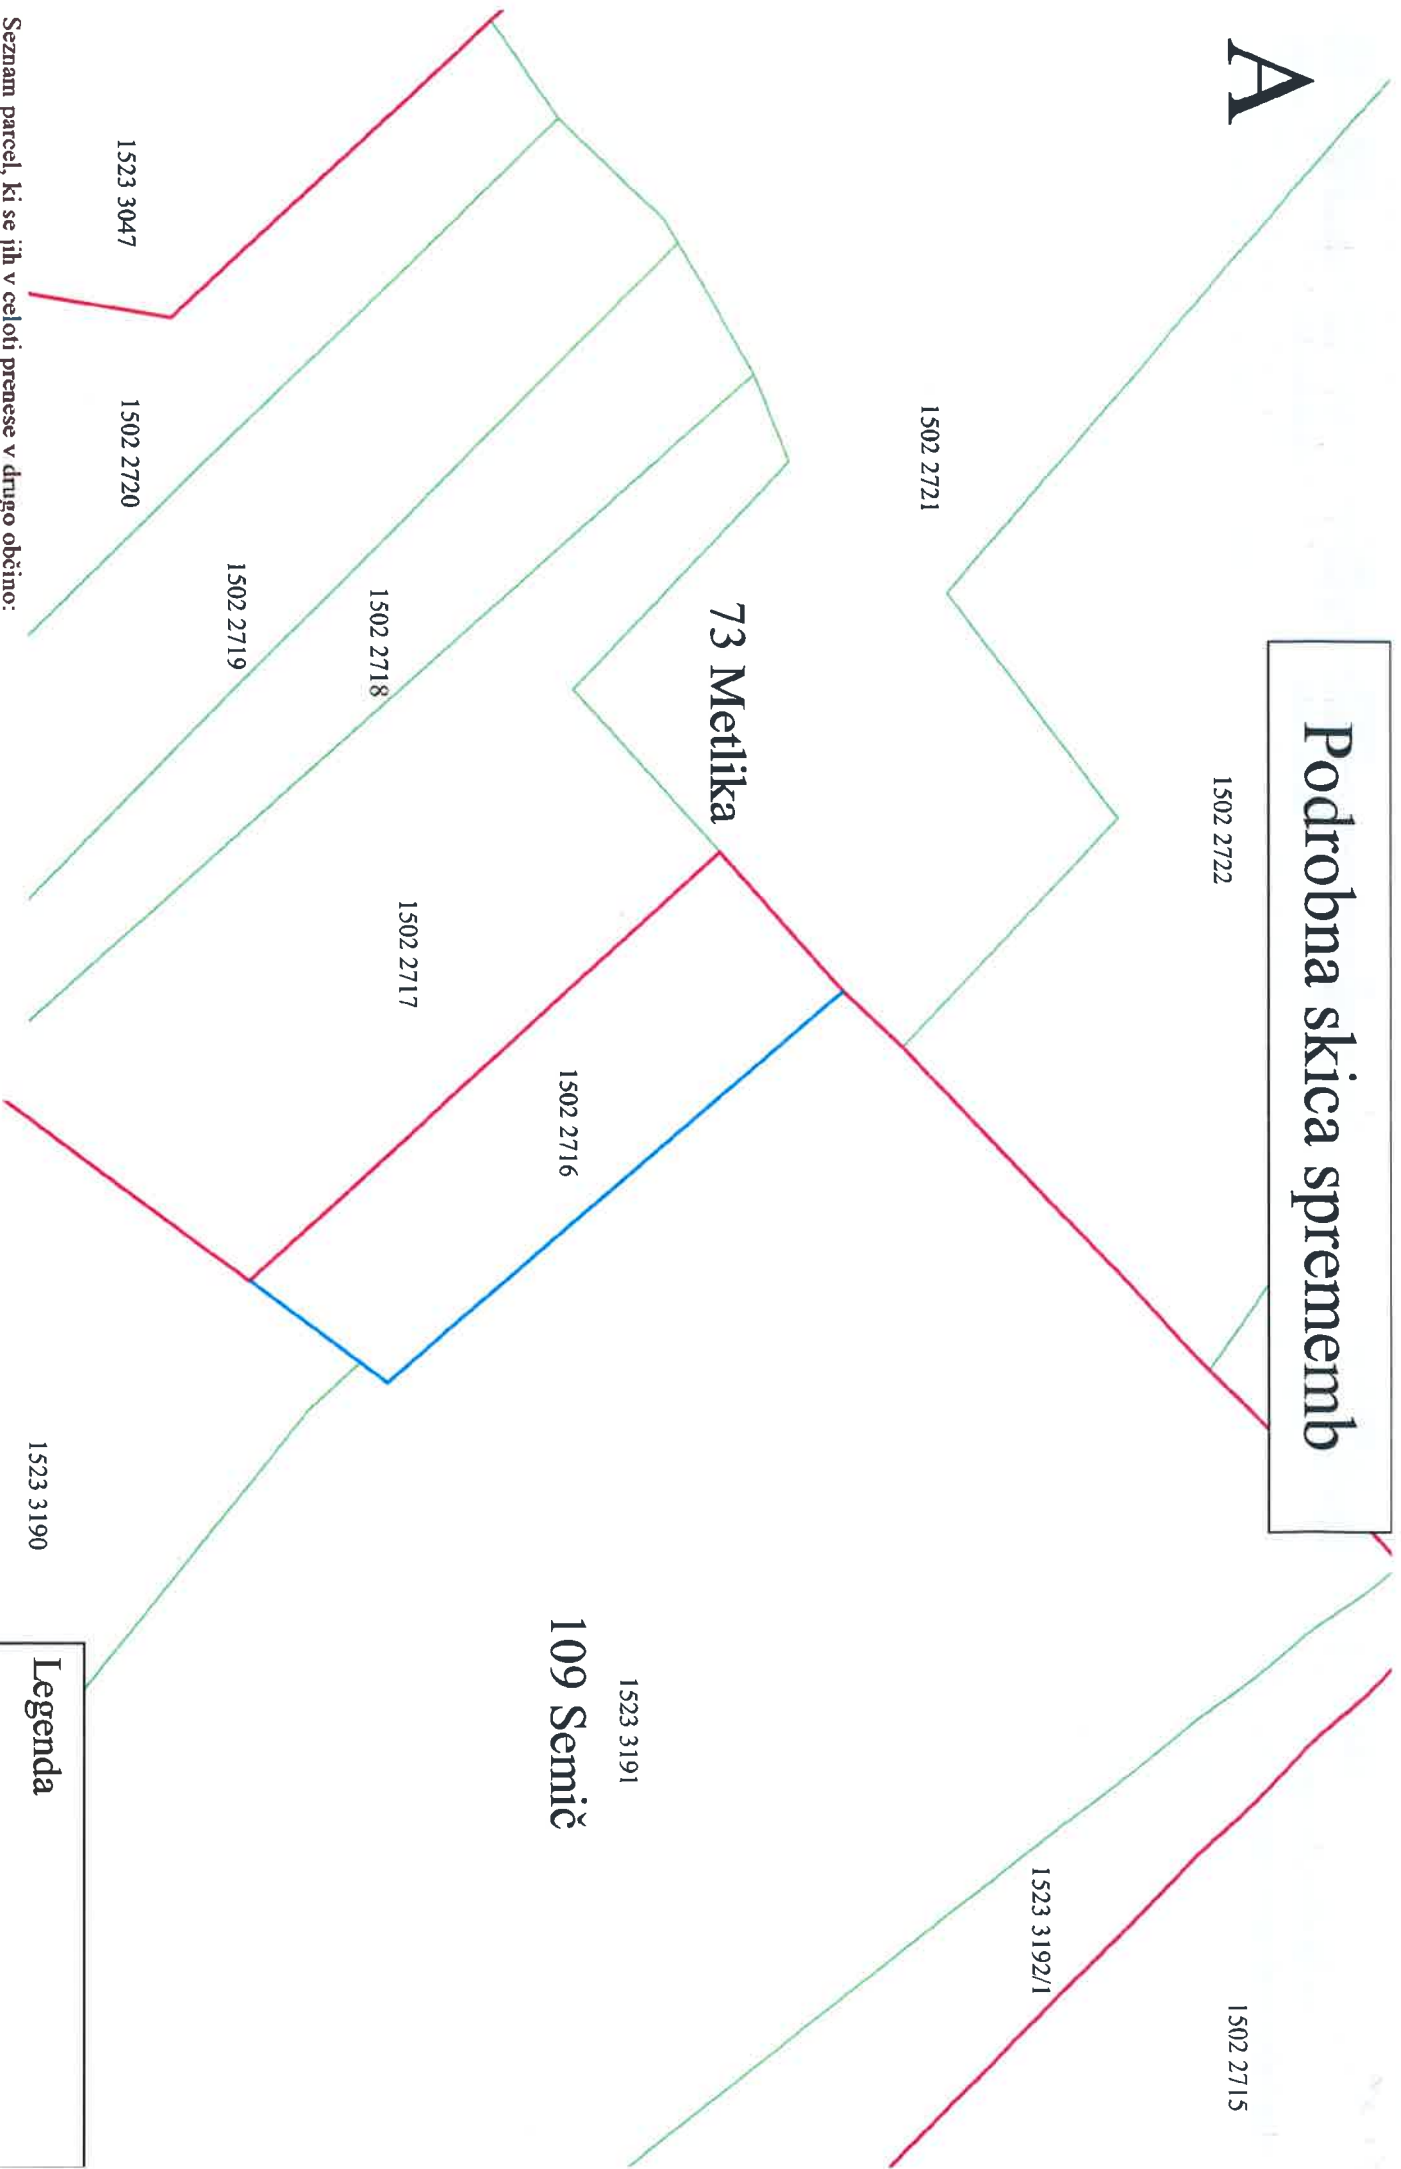 Podrobna skica sprememb
A
1502 2722
1502 2715
1523 3192/1
1502 2721
73 Metlika
1523 3191
109 Semič
1502 2716
1502 2717
1502 2718
1502 2719
1502 2720
1523 3047
1523 3190
Legenda
Seznam parcel, ki se jih v celoti prenese v drugo občino: